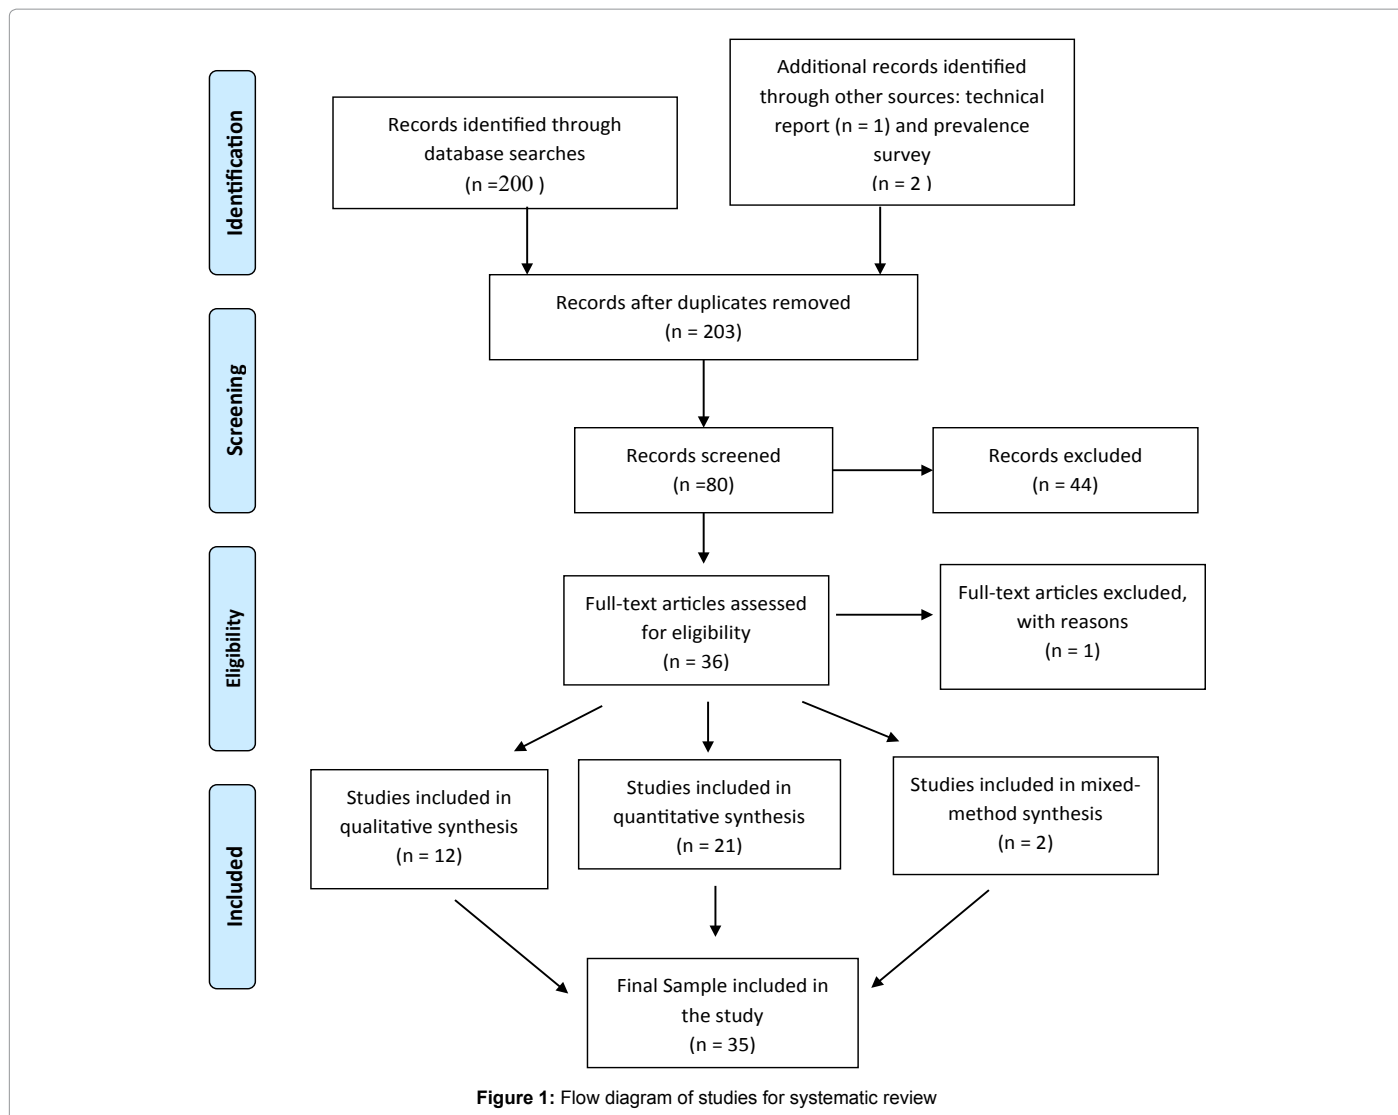 Identification
Records identified through
database searches
(n =200 )
Additional records identified
through other sources: technical
report (n = 1) and prevalence
survey
(n = 2 )
Records after duplicates removed
(n = 203)
Screening
Records screened
(n =80)
Records excluded
(n = 44)
Eligibility
Full-text articles assessed
for eligibility
(n = 36)
Full-text articles excluded,
with reasons
(n = 1)
Included
Studies included in
qualitative synthesis
(n = 12)
Studies included in
quantitative synthesis
(n = 21)
Studies included in mixed-
method synthesis
(n = 2)
Final Sample included in
the study
(n = 35)
Figure 1: Flow diagram of studies for systematic review